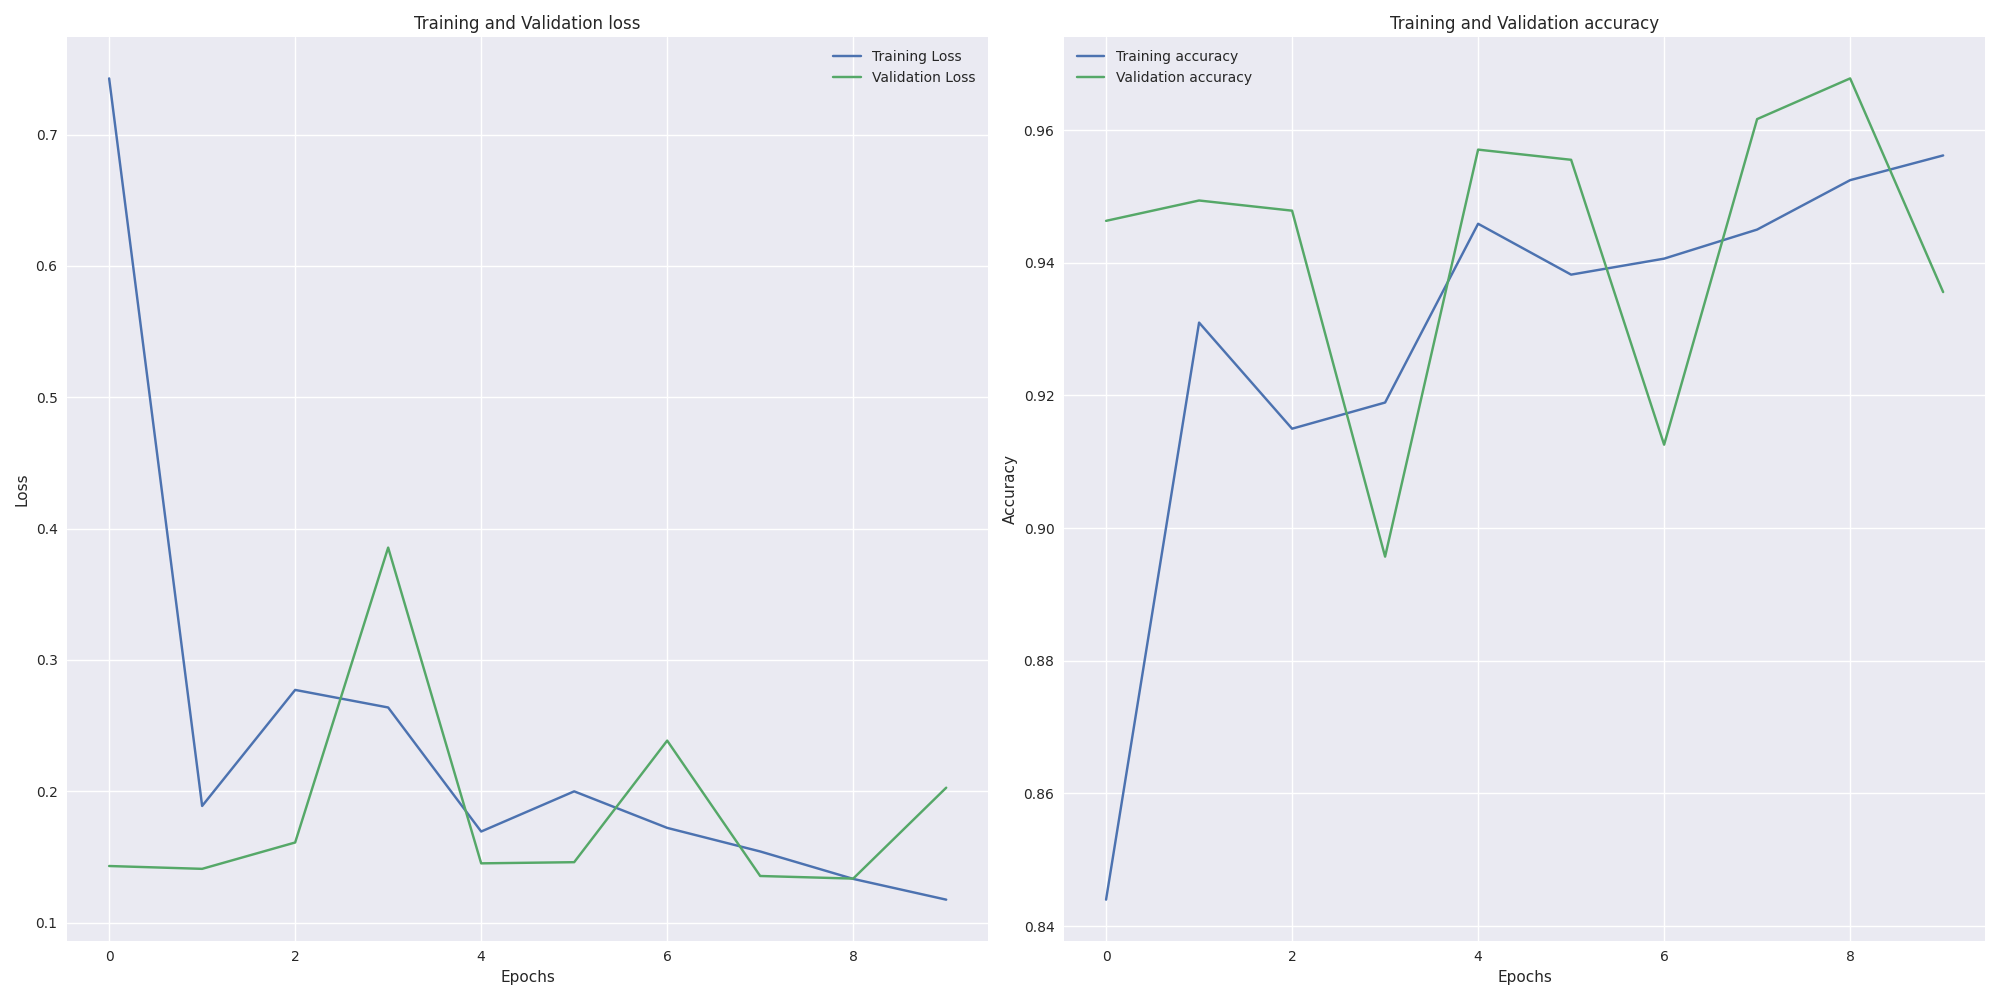 Training and Validation loss
Training Loss
Validation Loss
0.7
0.6
0.5
0.4
0.3
0.2
0.1
Loss
0
2
4
6
8
Epochs
Training and Validation accuracy
Training accuracy
Validation accuracy
0.96
0.94
0.92
0.90
0.88
0.86
0.84
Accuracy
0
2
4
6
8
Epochs